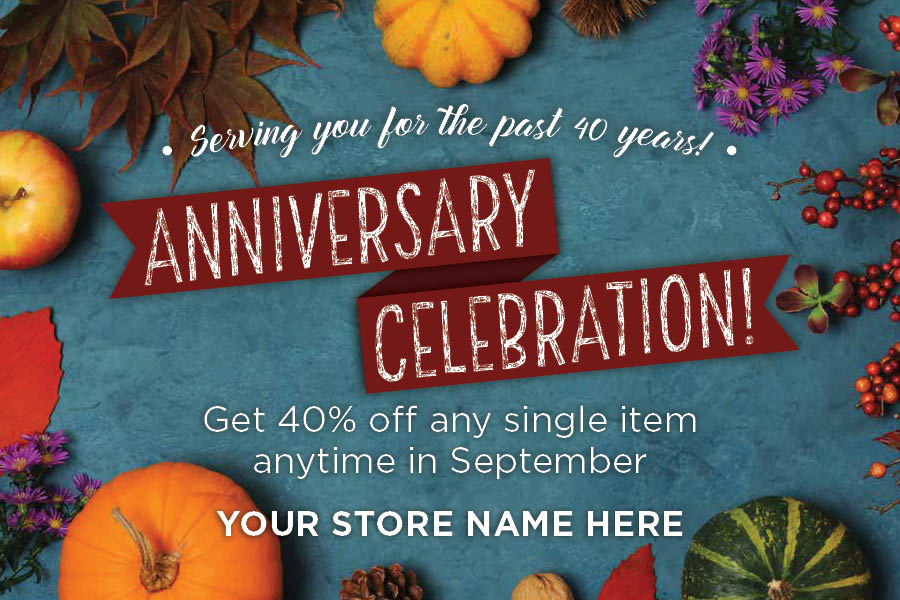 • Serving you for the past 40 years! •
ANNIVERSARY
CELEBRATION!
Get 40% off any single item
anytime in September
YOUR STORE NAME HERE